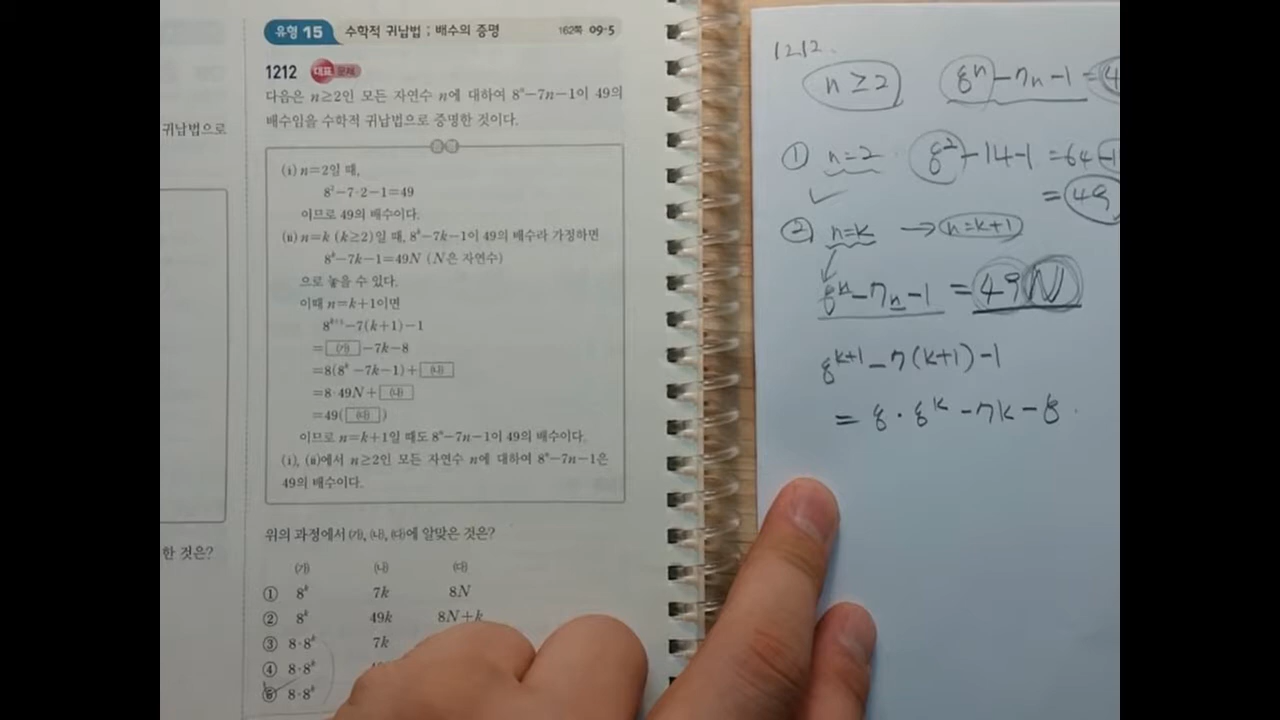 귀납법으로
한 것은?
유형 15 수학적 귀납법 ; 배수의 증명 162쪽 09-5
1212 대표 문제
다음은 n≥2인 모든 자연수 n에 대하여 8ⁿ-7n-1이 49의
배수임을 수학적 귀납법으로 증명한 것이다.
증명
(i) n=2일 때,
8²-7·2-1=49
이므로 49의 배수이다.
(ii) n=k (k≥2)일 때, 8ᵏ-7k-1이 49의 배수라 가정하면
8ᵏ-7k-1=49N (N은 자연수)
으로 놓을 수 있다.
이때 n=k+1이면
8ᵏ⁺¹-7(k+1)-1
= (가) -7k-8
=8(8ᵏ-7k-1)+ (나)
=8·49N+ (나)
=49( (다) )
이므로 n=k+1일 때도 8ⁿ-7n-1이 49의 배수이다.
(i), (ii)에서 n≥2인 모든 자연수 n에 대하여 8ⁿ-7n-1은
49의 배수이다.
위의 과정에서 (가), (나), (다)에 알맞은 것은?
(가) (나) (다)
① 8ᵏ 7k 8N
② 8ᵏ 49k 8N+k
③ 8·8ᵏ 7k
④ 8·8ᵏ
⑤ 8·8ᵏ
1212.
n≥2 8ⁿ-7n-1=4
① n=2 8²-14-1=64-1
=49
② n=k → n=k+1
8ᵏ-7n-1=49N
8ᵏ⁺¹-7(k+1)-1
=8·8ᵏ-7k-8